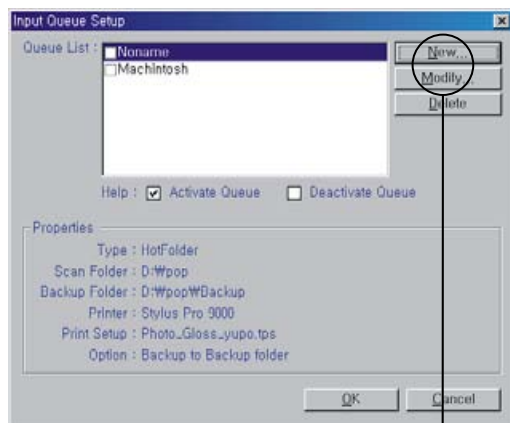 Input Queue Setup
Queue List :
Noname
Machintosh
New...
Modify...
Delete
Help : Activate Queue Deactivate Queue
Properties
Type : HotFolder
Scan Folder : D:₩pop
Backup Folder : D:₩pop₩Backup
Printer : Stylus Pro 9000
Print Setup : Photo_Gloss_yupo.tps
Option : Backup to Backup folder
OK Cancel